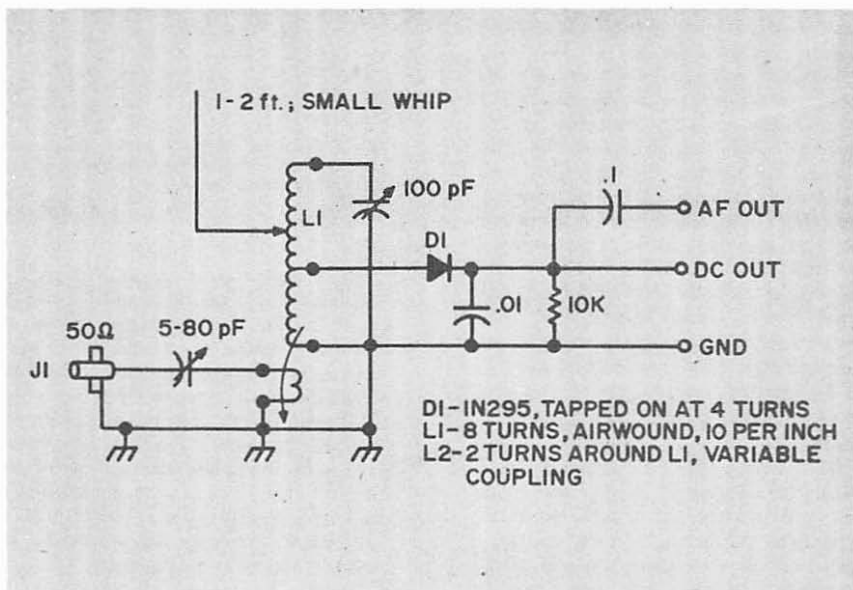 1-2 ft.; SMALL WHIP
L1
100 pF
.1
AF OUT
D1
DC OUT
.01
10K
50Ω
5-80 pF
GND
J1
D1-IN295, TAPPED ON AT 4 TURNS
L1-8 TURNS, AIRWOUND, 10 PER INCH
L2-2 TURNS AROUND L1, VARIABLE
COUPLING